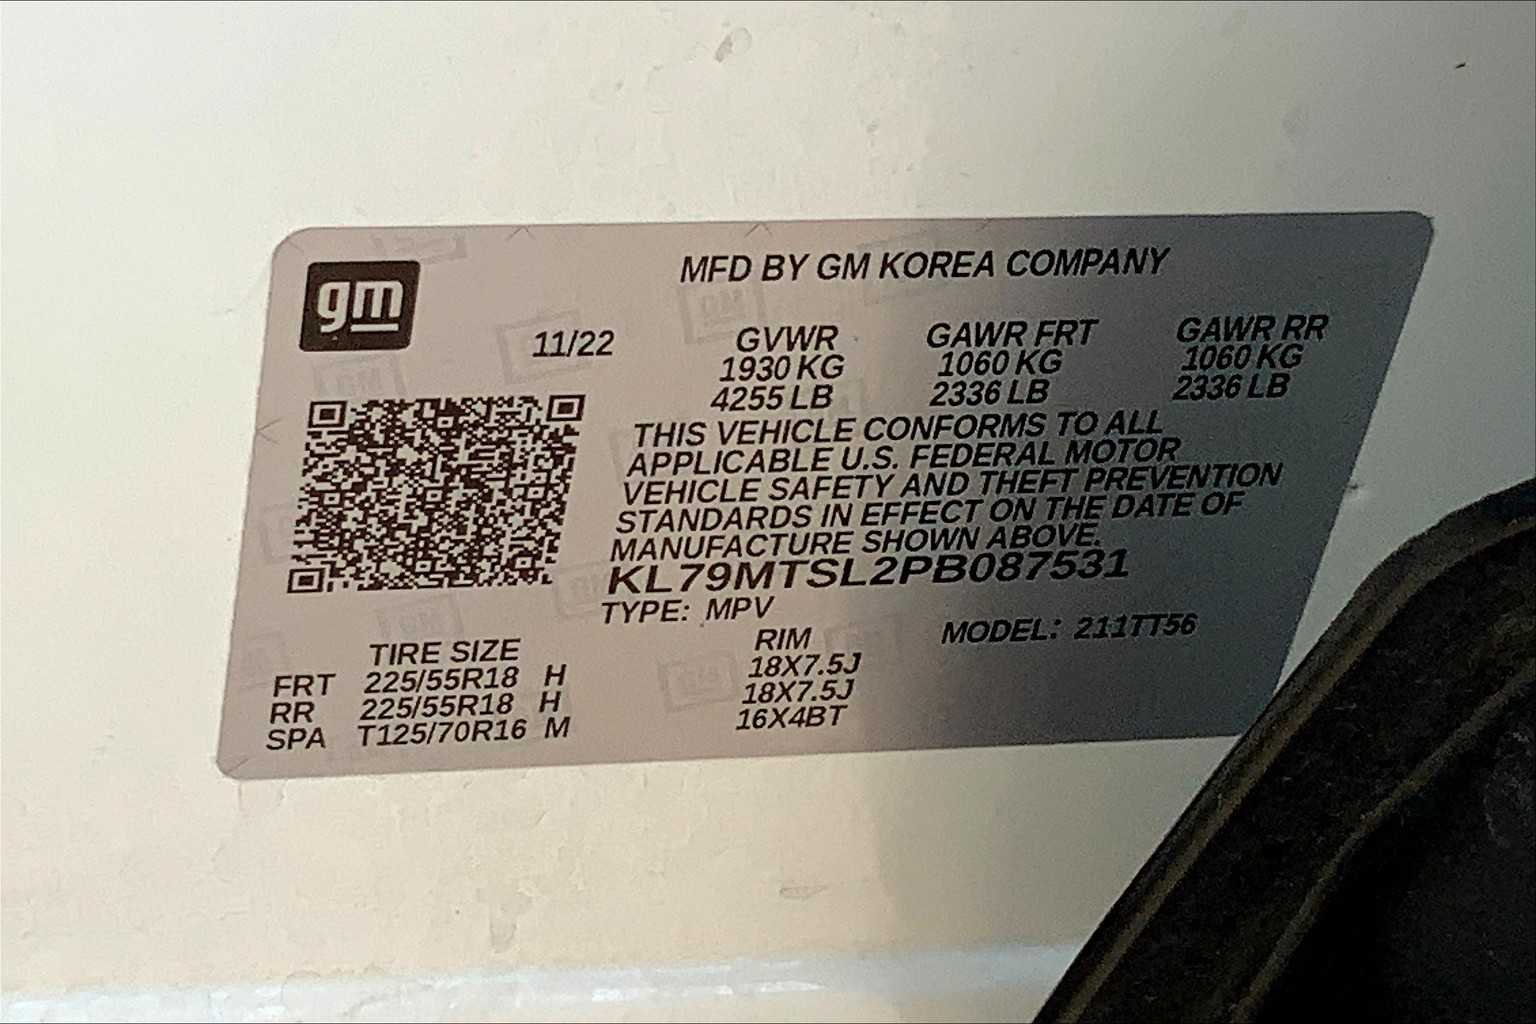 gm
MFD BY GM KOREA COMPANY
11/22 GVWR GAWR FRT GAWR RR
1930 KG 1060 KG 1060 KG
4255 LB 2336 LB 2336 LB
THIS VEHICLE CONFORMS TO ALL
APPLICABLE U.S. FEDERAL MOTOR
VEHICLE SAFETY AND THEFT PREVENTION
STANDARDS IN EFFECT ON THE DATE OF
MANUFACTURE SHOWN ABOVE.
KL79MTSL2PB087531
TYPE: MPV MODEL: 211TT56
TIRE SIZE RIM
FRT 225/55R18 H 18X7.5J
RR 225/55R18 H 18X7.5J
SPA T125/70R16 M 16X4BT